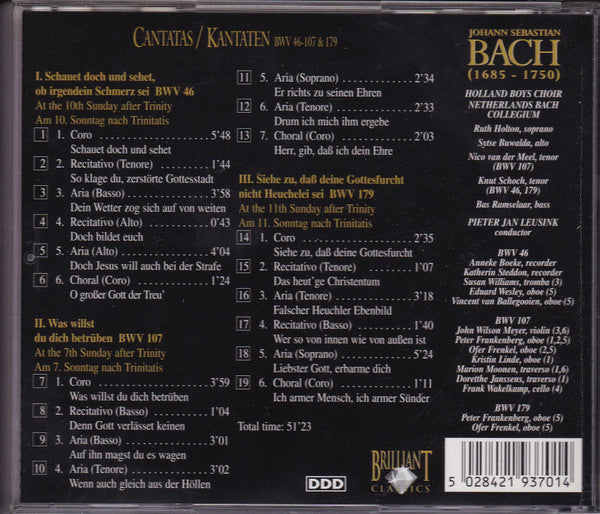 CANTATAS / KANTATEN BWV 46-107 & 179
I. Schauet doch und sehet,
ob irgendein Schmerz sei BWV 46
At the 10th Sunday after Trinity
Am 10. Sonntag nach Trinitatis
1 1. Coro 5'48
Schauet doch und sehet
2 2. Recitativo (Tenore) 1'44
So klage du, zerstörte Gottesstadt
3 3. Aria (Basso) 3'58
Dein Wetter zog sich auf von weiten
4 4. Recitativo (Alto) 0'43
Doch bildet euch
5 5. Aria (Alto) 4'04
Doch Jesus will auch bei der Strafe
6 6. Choral (Coro) 1'24
O großer Gott der Treu'
II. Was willst
du dich betrüben BWV 107
At the 7th Sunday after Trinity
Am 7. Sonntag nach Trinitatis
7 1. Coro 3'59
Was willst du dich betrüben
8 2. Recitativo (Basso) 1'04
Denn Gott verlässet keinen
9 3. Aria (Basso) 3'01
Auf ihn magst du es wagen
10 4. Aria (Tenore) 3'02
Wenn auch gleich aus der Höllen
11 5. Aria (Soprano) 2'34
Er richts zu seinen Ehren
12 6. Aria (Tenore) 2'33
Drum ich mich ihm ergebe
13 7. Choral (Coro) 2'03
Herr, gib, daß ich dein Ehre
III. Siehe zu, daß deine Gottesfurcht
nicht Heuchelei sei BWV 179
At the 11th Sunday after Trinity
Am 11. Sonntag nach Trinitatis
14 1. Coro 2'35
Siehe zu, daß deine Gottesfurcht
15 2. Recitativo (Tenore) 1'07
Das heut'ge Christentum
16 3. Aria (Tenore) 3'18
Falscher Heuchler Ebenbild
17 4. Recitativo (Basso) 1'40
Wer so von innen wie von außen ist
18 5. Aria (Soprano) 5'24
Liebster Gott, erbarme dich
19 6. Choral (Coro) 1'11
Ich armer Mensch, ich armer Sünder
Total time: 51'23
DDD
BRILLIANT
CLASSICS
JOHANN SEBASTIAN
BACH
(1685 - 1750)
HOLLAND BOYS CHOIR
NETHERLANDS BACH
COLLEGIUM
Ruth Holton, soprano
Sytse Buwalda, alto
Nico van der Meel, tenor
(BWV 107)
Knut Schoch, tenor
(BWV 46, 179)
Bas Ramselaar, bass
PIETER JAN LEUSINK
conductor
BWV 46
Anneke Boeke, recorder
Katherin Steddon, recorder
Susan Williams, tromba (3)
Eduard Wesley, oboe (5)
Vincent van Ballegooien, oboe (5)
BWV 107
John Wilson Meyer, violin (3,6)
Peter Frankenberg, oboe (1,2,5)
Ofer Frenkel, oboe (2,5)
Kristin Linde, oboe (1)
Marion Moonen, traverso (1,6)
Doretthe Janssens, traverso (1)
Frank Wakelkamp, cello (4)
BWV 179
Peter Frankenberg, oboe (5)
Ofer Frenkel, oboe (5)
5 028421 937014